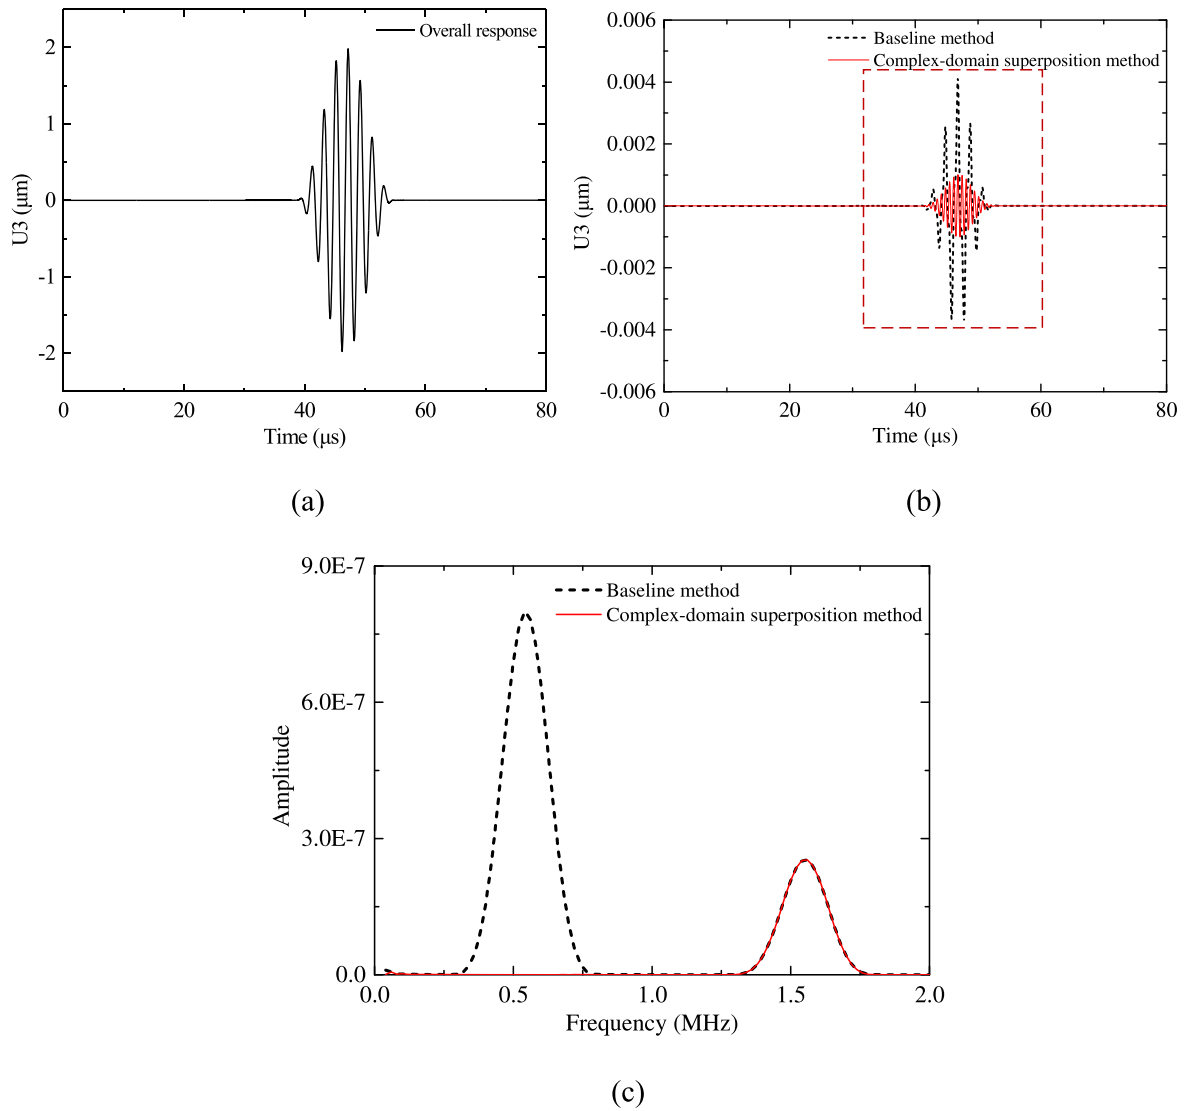 Overall response
2
1
0
-1
-2
U3 (μm)
0
20
40
60
80
Time (μs)
(a)
Baseline method
Complex-domain superposition method
0.006
0.004
0.002
0.000
-0.002
-0.004
-0.006
U3 (μm)
0
20
40
60
80
Time (μs)
(b)
Baseline method
Complex-domain superposition method
9.0E-7
6.0E-7
3.0E-7
0.0
Amplitude
0.0
0.5
1.0
1.5
2.0
Frequency (MHz)
(c)